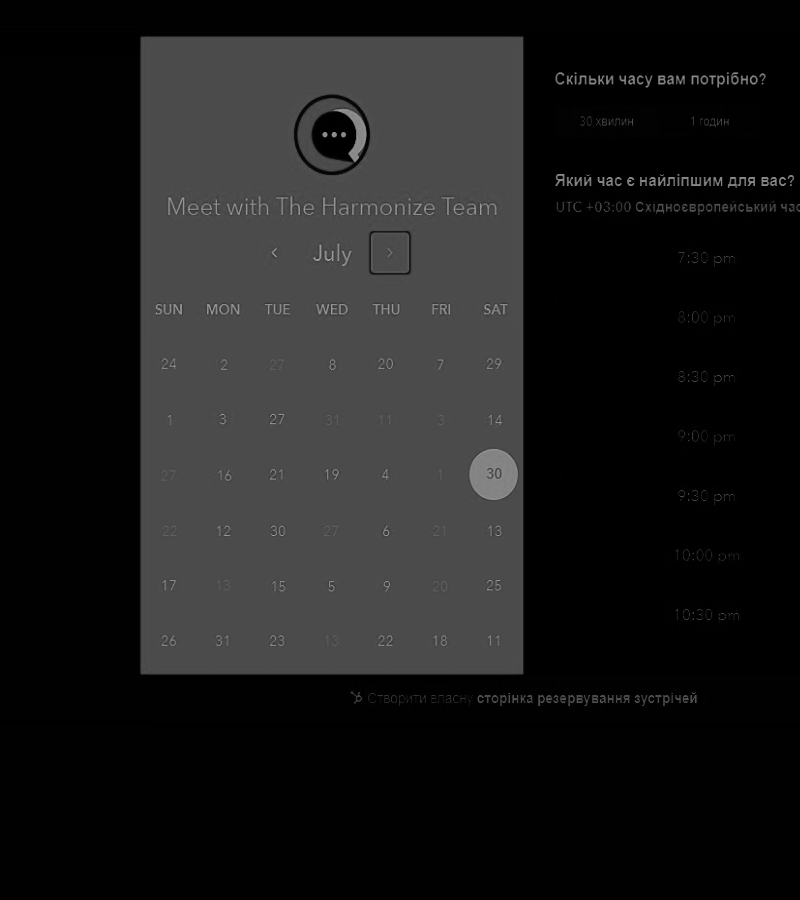 Meet with The Harmonize Team
July
SUN MON TUE WED THU FRI SAT
24 2 27 8 20 7 29
1 3 27 31 11 3 14
27 16 21 19 4 1 30
22 12 30 27 6 21 13
17 13 15 5 9 20 25
26 31 23 13 22 18 11
Скільки часу вам потрібно?
30 хвилин 1 годин
Який час є найліпшим для вас?
UTC +03:00 Східноєвропейський час
7:30 pm
8:00 pm
8:30 pm
9:00 pm
9:30 pm
10:00 pm
10:30 pm
Створити власну сторінка резервування зустрічей